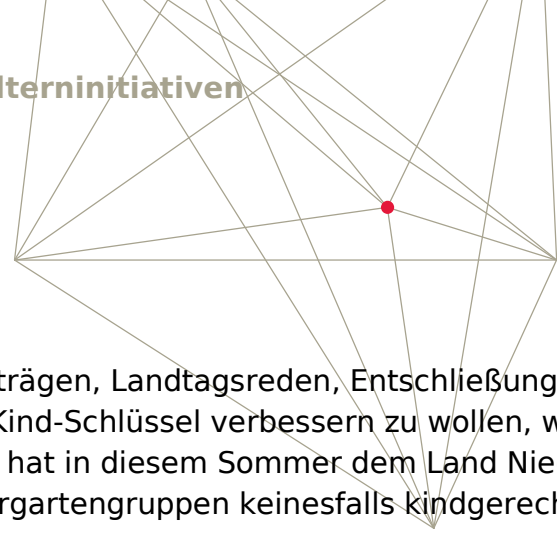 lterninitiativen
trägen, Landtagsreden, Entschließung
Kind-Schlüssel verbessern zu wollen, w
hat in diesem Sommer dem Land Nie
rgartengruppen keinesfalls kindgerech